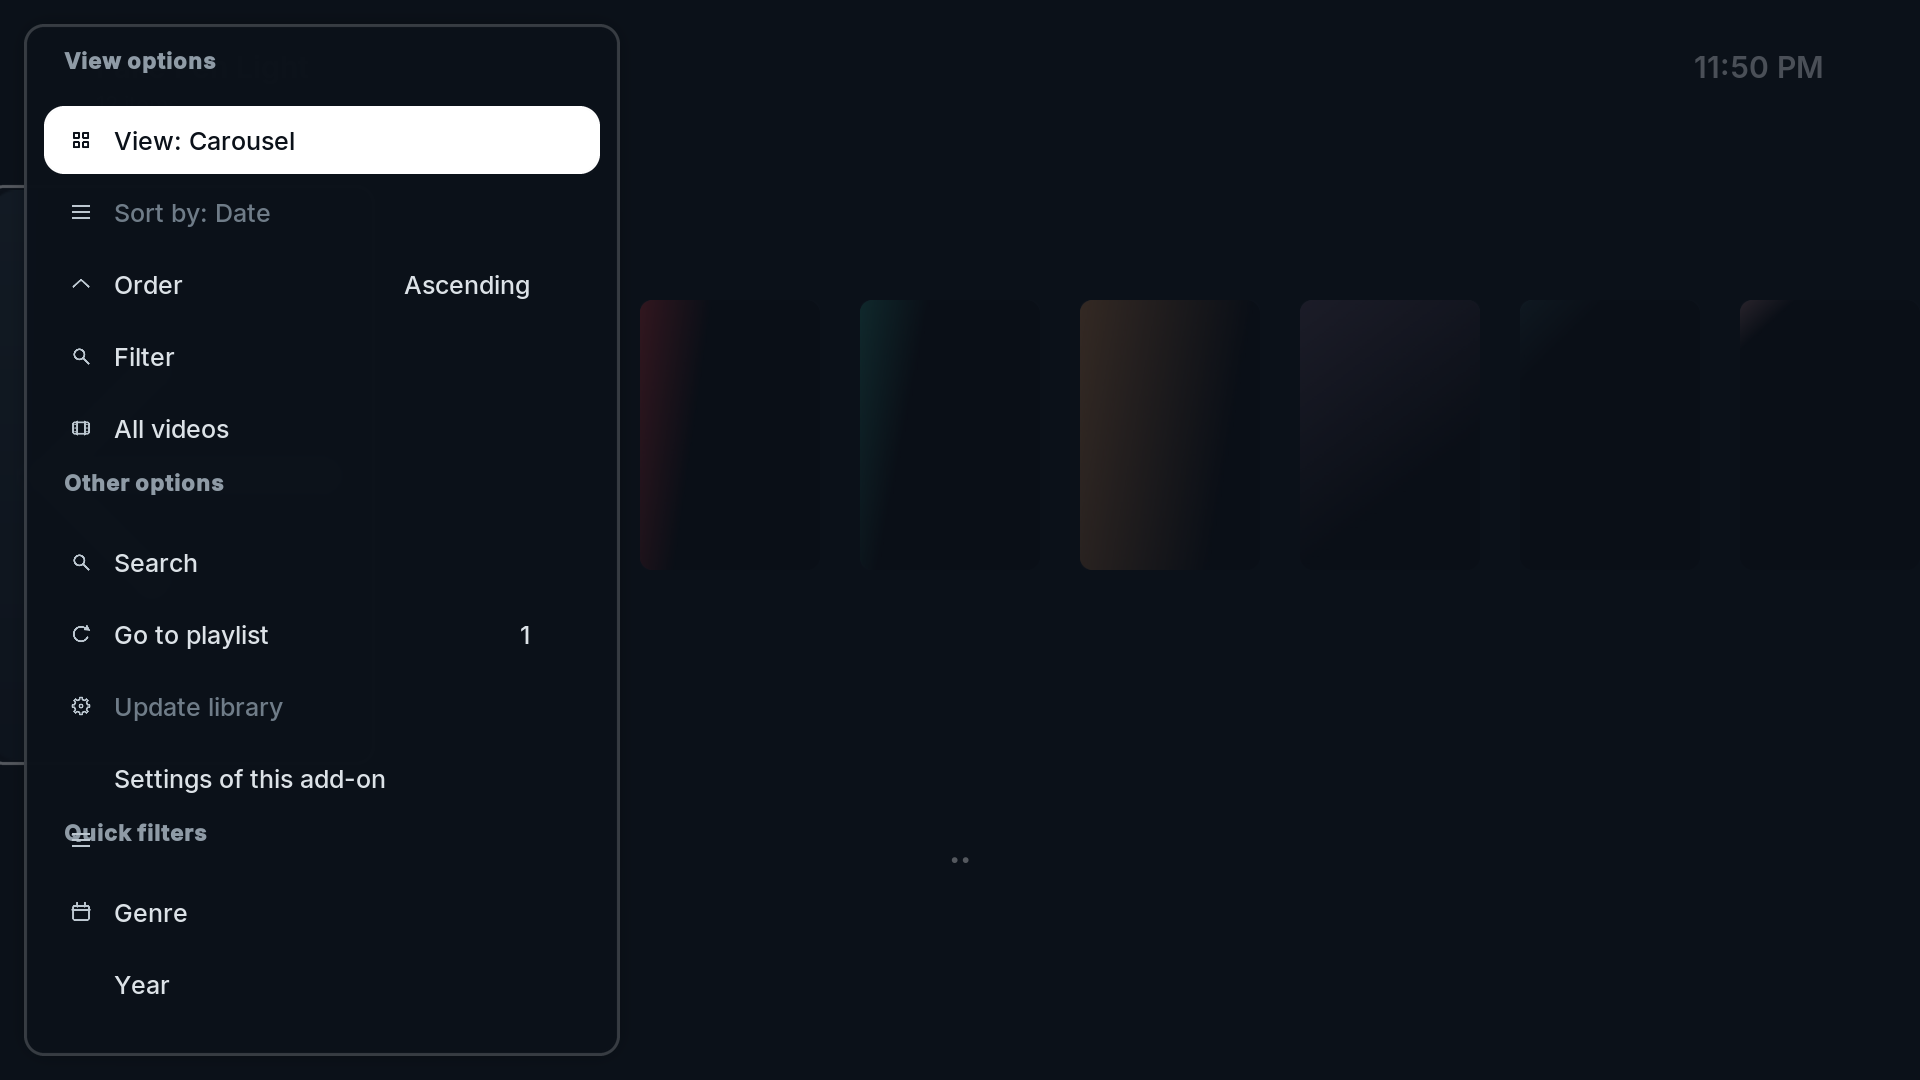 View options
11:50 PM
View: Carousel
Sort by: Date
Order Ascending
Filter
All videos
Other options
Search
Go to playlist 1
Update library
Settings of this add-on
Quick filters
Genre
Year